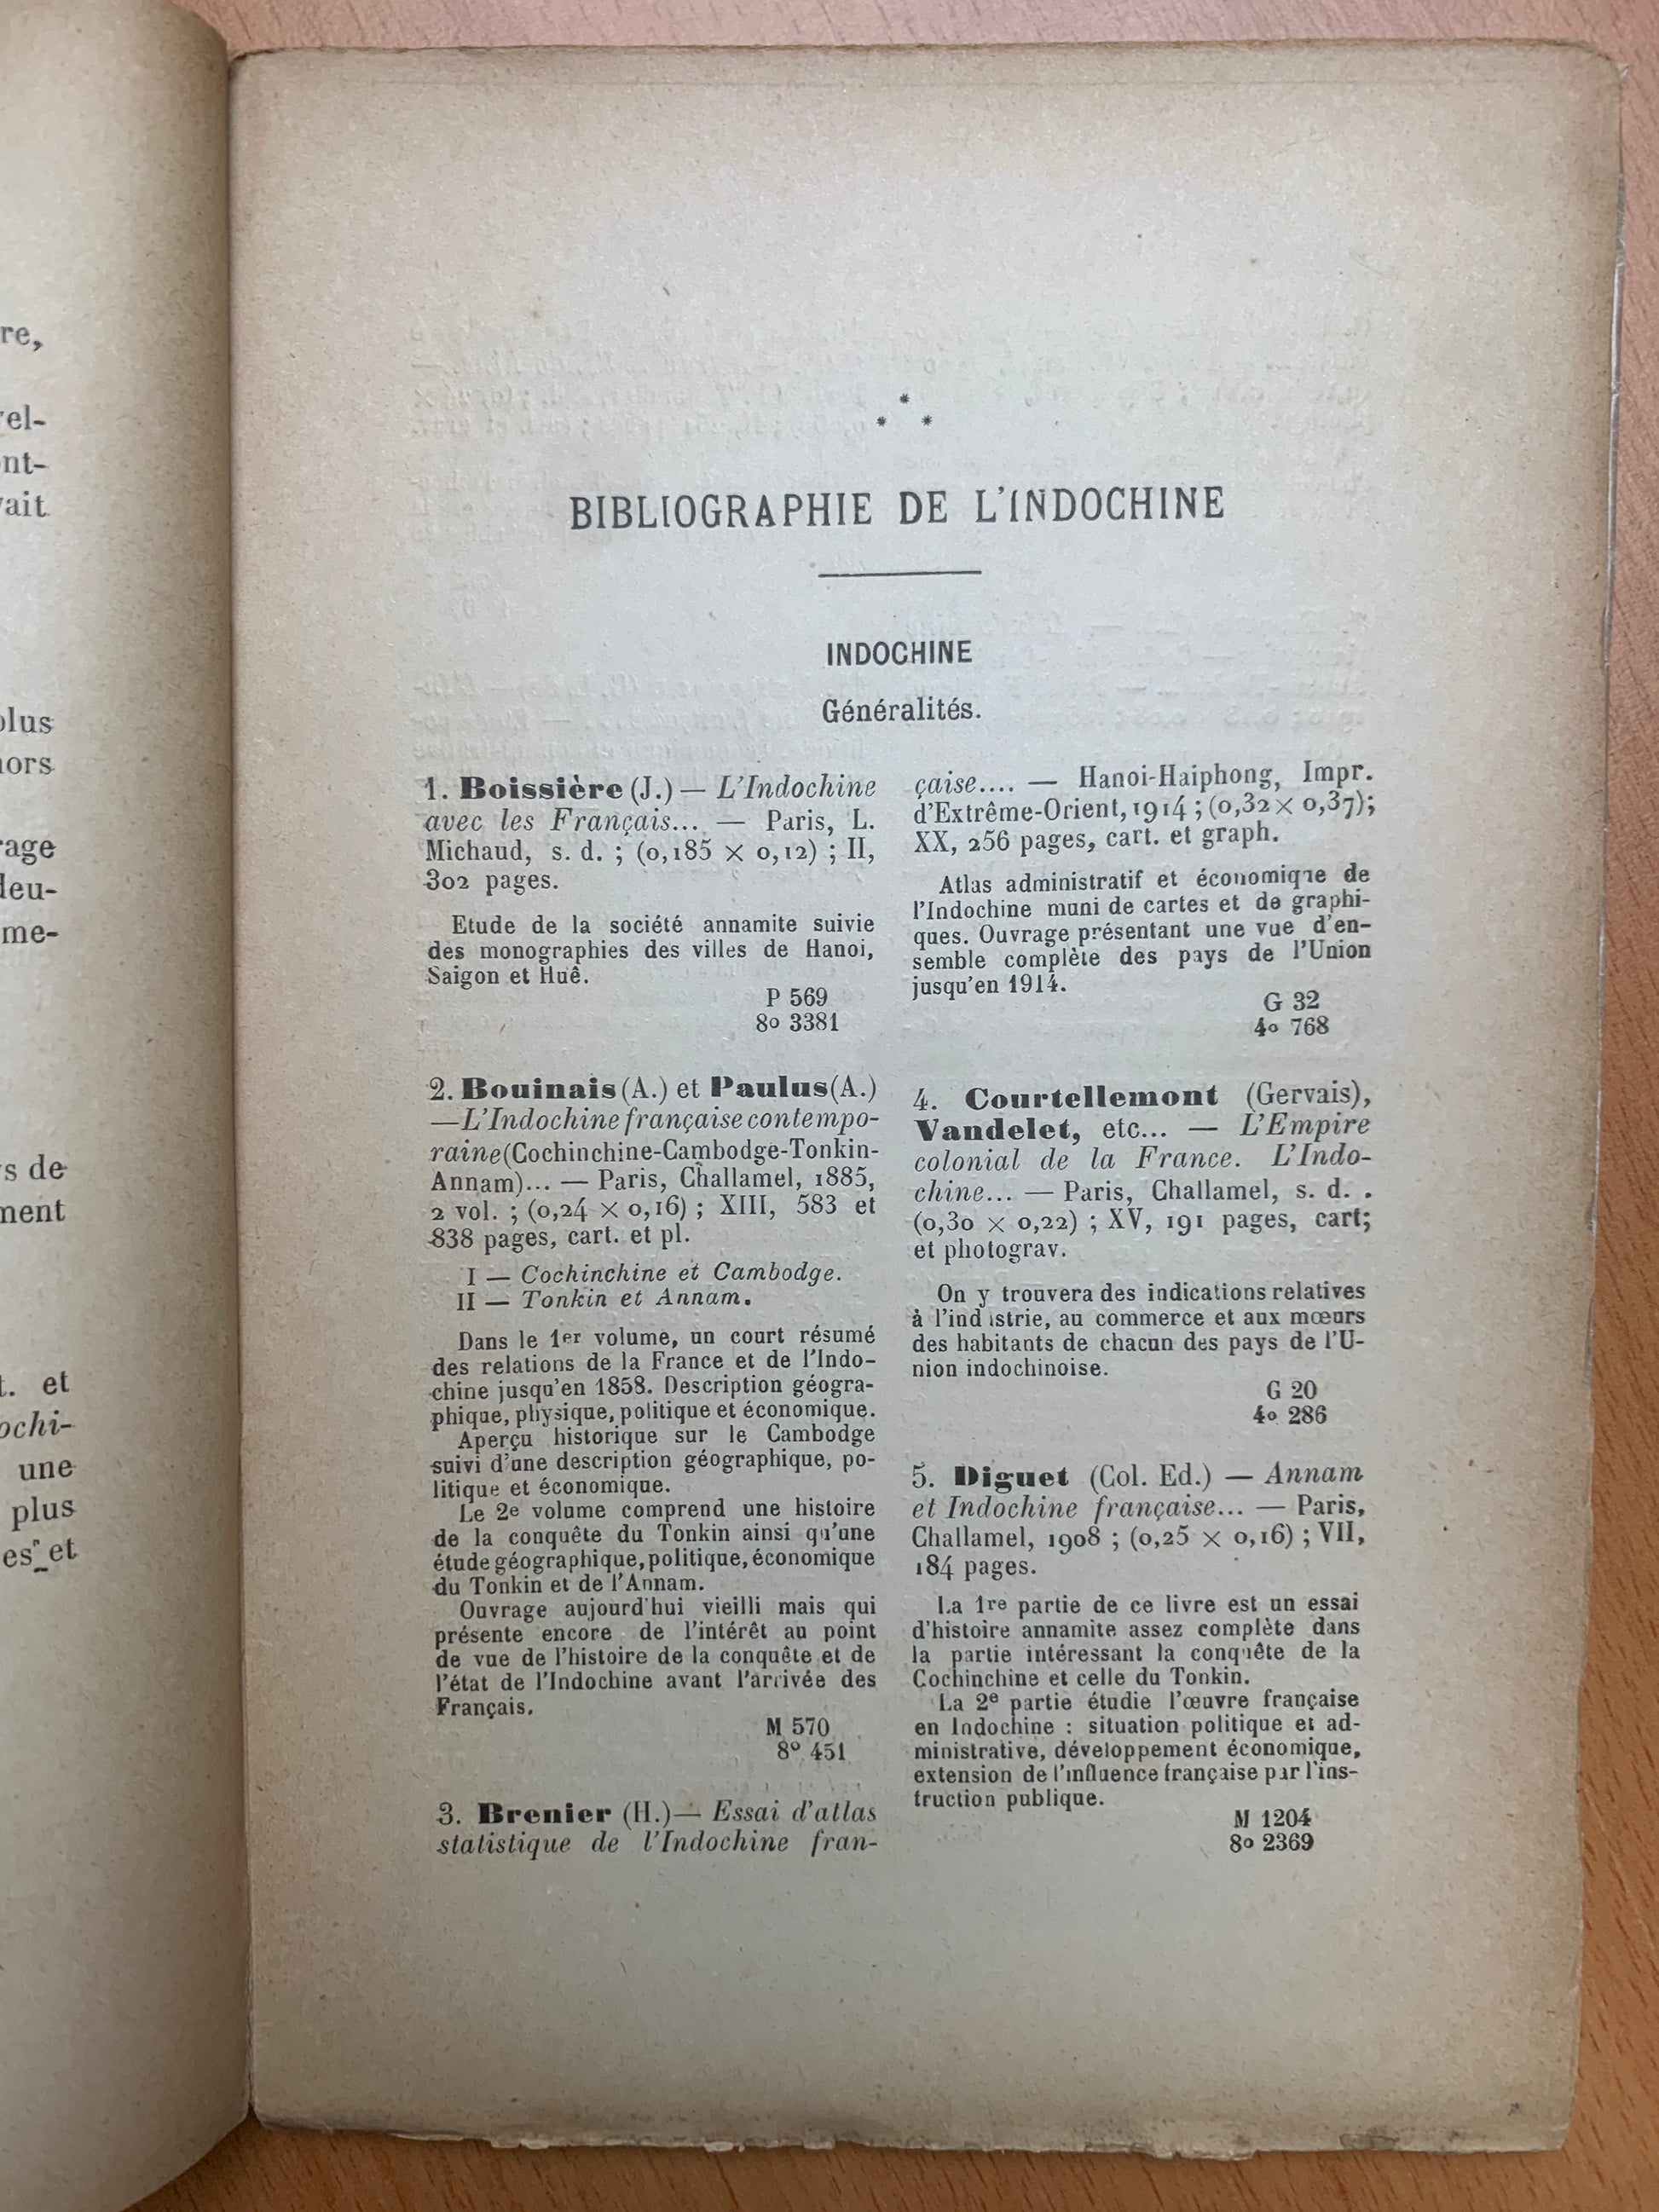 re,
vel-
ont-
vait
plus
hors
rage
deu-
me-
s de
ment
t. et
ochi-
une
plus
es et
BIBLIOGRAPHIE DE L'INDOCHINE
INDOCHINE
Généralités.
1. Boissière (J.) — L'Indochine
avec les Français... — Paris, L.
Michaud, s. d. ; (0,185 × 0,12) ; II,
302 pages.
Etude de la société annamite suivie
des monographies des villes de Hanoi,
Saigon et Huê.
P 569
8o 3381
2. Bouinais (A.) et Paulus (A.)
— L'Indochine française contempo-
raine (Cochinchine-Cambodge-Tonkin-
Annam)... — Paris, Challamel, 1885,
2 vol. ; (0,24 × 0,16) ; XIII, 583 et
838 pages, cart. et pl.
I — Cochinchine et Cambodge.
II — Tonkin et Annam.
Dans le 1er volume, un court résumé
des relations de la France et de l'Indo-
chine jusqu'en 1858. Description géogra-
phique, physique, politique et économique.
Aperçu historique sur le Cambodge
suivi d'une description géographique, po-
litique et économique.
Le 2e volume comprend une histoire
de la conquête du Tonkin ainsi qu'une
étude géographique, politique, économique
du Tonkin et de l'Annam.
Ouvrage aujourd'hui vieilli mais qui
présente encore de l'intérêt au point
de vue de l'histoire de la conquête et de
l'état de l'Indochine avant l'arrivée des
Français.
M 570
8º 451
3. Brenier (H.) — Essai d'atlas
statistique de l'Indochine fran-
çaise.... — Hanoi-Haiphong, Impr.
d'Extrême-Orient, 1914 ; (0,32 × 0,37);
XX, 256 pages, cart. et graph.
Atlas administratif et économique de
l'Indochine muni de cartes et de graphi-
ques. Ouvrage présentant une vue d'en-
semble complète des pays de l'Union
jusqu'en 1914.
G 32
4o 768
4. Courtellemont (Gervais),
Vandelet, etc... — L'Empire
colonial de la France. L'Indo-
chine... — Paris, Challamel, s. d. .
(0,30 × 0,22) ; XV, 191 pages, cart;
et photograv.
On y trouvera des indications relatives
à l'industrie, au commerce et aux mœurs
des habitants de chacun des pays de l'U-
nion indochinoise.
G 20
4o 286
5. Diguet (Col. Ed.) — Annam
et Indochine française... — Paris,
Challamel, 1908 ; (0,25 × 0,16) ; VII,
184 pages.
La 1re partie de ce livre est un essai
d'histoire annamite assez complète dans
la partie intéressant la conquête de la
Cochinchine et celle du Tonkin.
La 2e partie étudie l'œuvre française
en Indochine : situation politique et ad-
ministrative, développement économique,
extension de l'influence française par l'ins-
truction publique.
M 1204
8o 2369